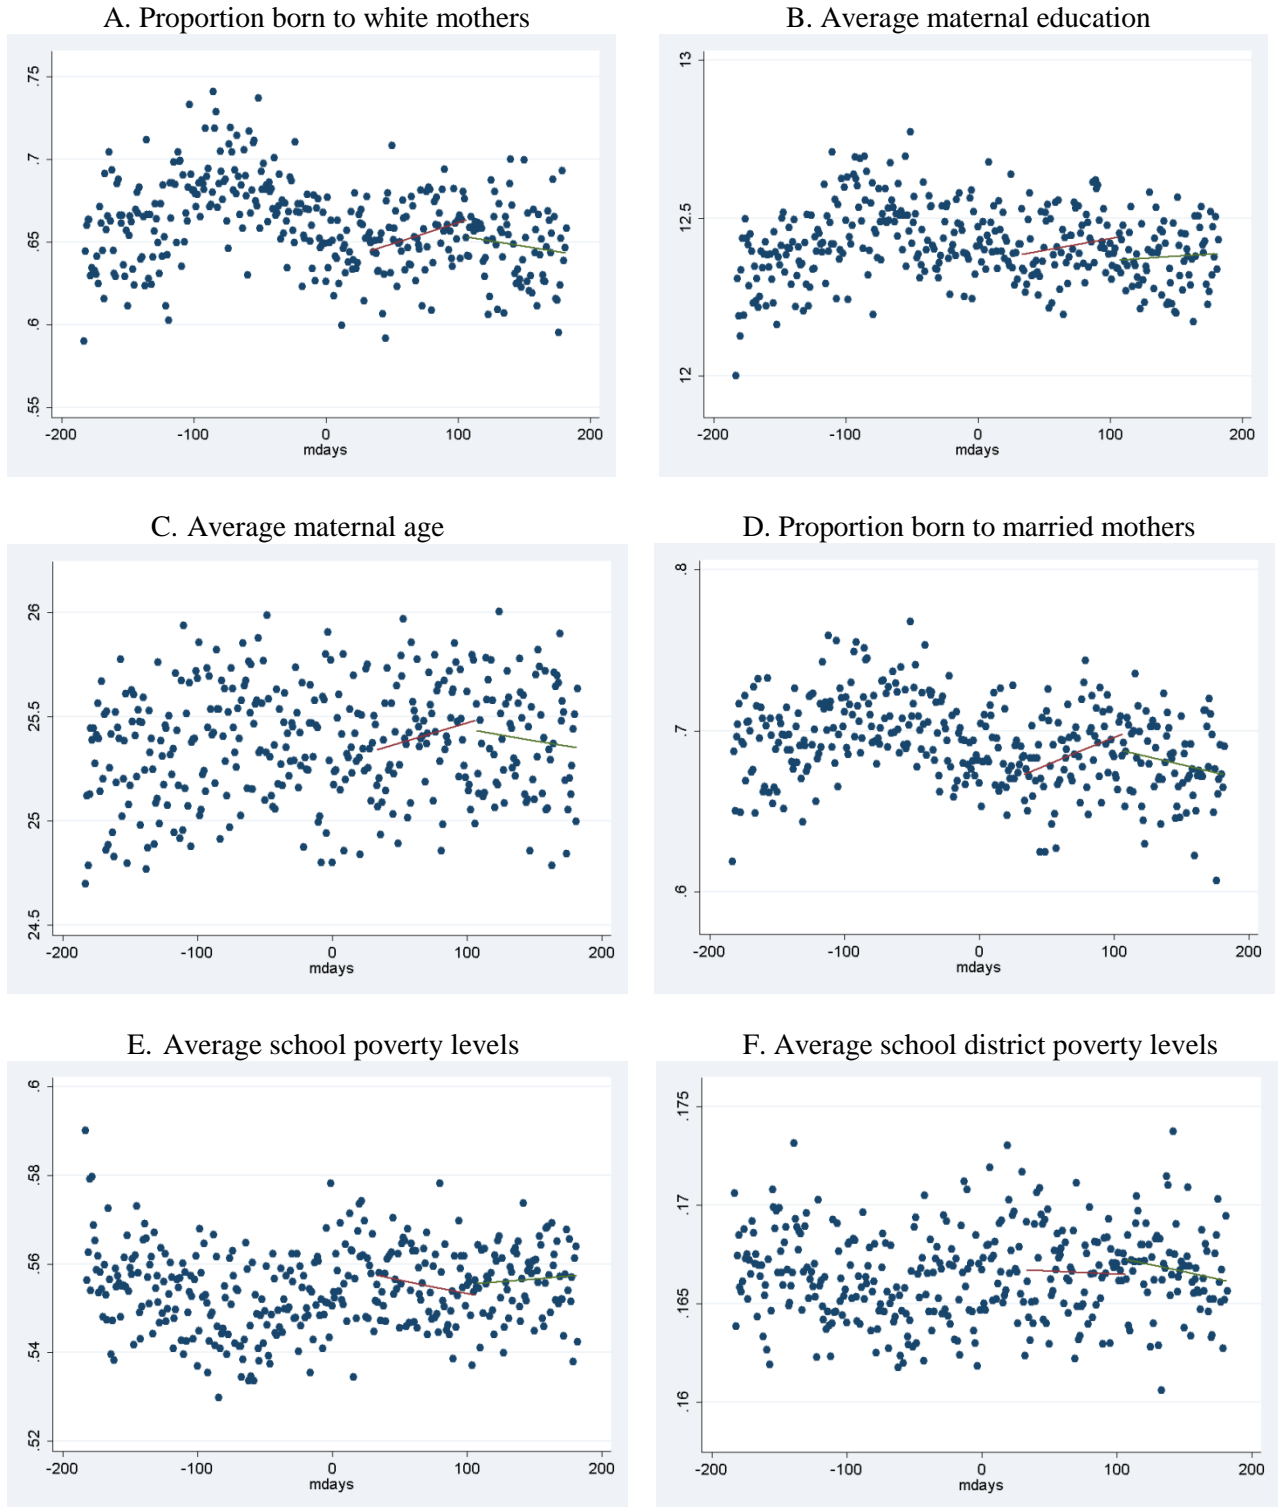 A. Proportion born to white mothers
.75
.7
.65
.6
.55
-200 -100 0 100 200
mdays
B. Average maternal education
13
12.5
12
-200 -100 0 100 200
mdays
C. Average maternal age
26
25.5
25
24.5
-200 -100 0 100 200
mdays
D. Proportion born to married mothers
.8
.7
.6
-200 -100 0 100 200
mdays
E. Average school poverty levels
.6
.58
.56
.54
.52
-200 -100 0 100 200
mdays
F. Average school district poverty levels
.175
.17
.165
.16
-200 -100 0 100 200
mdays